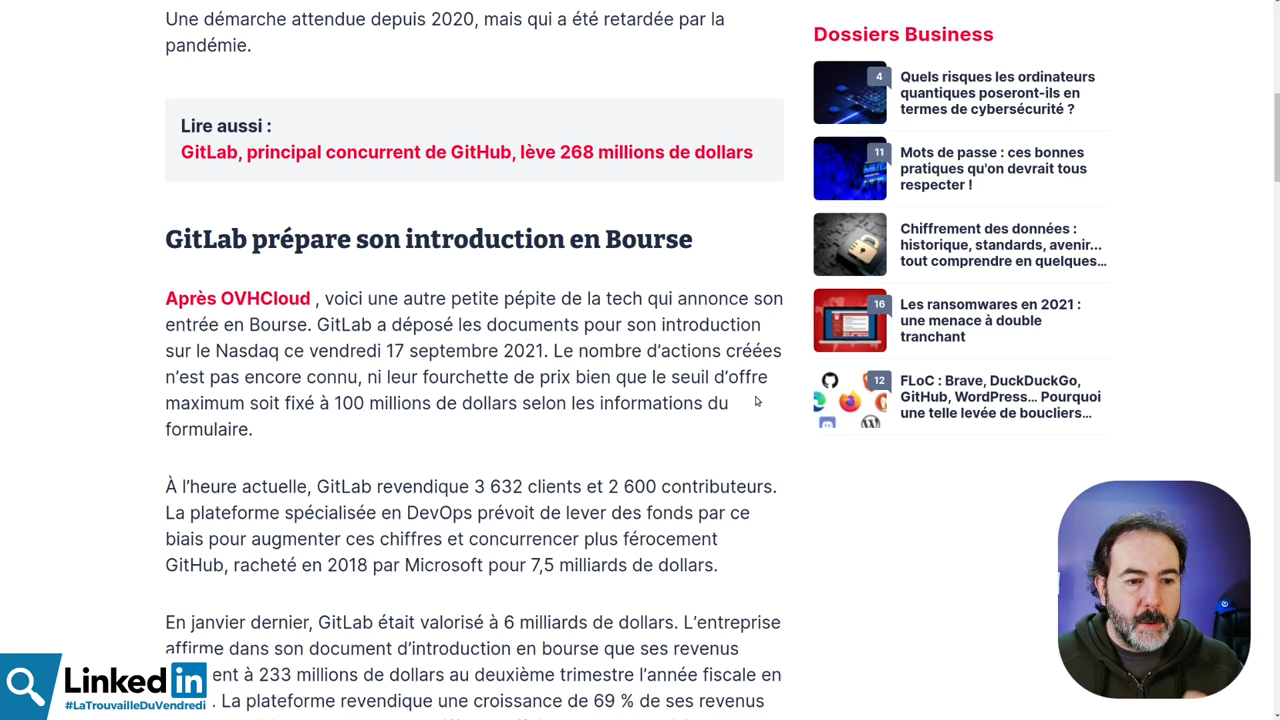 Une démarche attendue depuis 2020, mais qui a été retardée par la
pandémie.
Lire aussi :
GitLab, principal concurrent de GitHub, lève 268 millions de dollars
GitLab prépare son introduction en Bourse
Après OVHCloud , voici une autre petite pépite de la tech qui annonce son
entrée en Bourse. GitLab a déposé les documents pour son introduction
sur le Nasdaq ce vendredi 17 septembre 2021. Le nombre d’actions créées
n’est pas encore connu, ni leur fourchette de prix bien que le seuil d’offre
maximum soit fixé à 100 millions de dollars selon les informations du
formulaire.
À l’heure actuelle, GitLab revendique 3 632 clients et 2 600 contributeurs.
La plateforme spécialisée en DevOps prévoit de lever des fonds par ce
biais pour augmenter ces chiffres et concurrencer plus férocement
GitHub, racheté en 2018 par Microsoft pour 7,5 milliards de dollars.
En janvier dernier, GitLab était valorisé à 6 milliards de dollars. L’entreprise
affirme dans son document d’introduction en bourse que ses revenus
ent à 233 millions de dollars au deuxième trimestre l’année fiscale en
. La plateforme revendique une croissance de 69 % de ses revenus
Dossiers Business
4
Quels risques les ordinateurs
quantiques poseront-ils en
termes de cybersécurité ?
11
Mots de passe : ces bonnes
pratiques qu'on devrait tous
respecter !
Chiffrement des données :
historique, standards, avenir...
tout comprendre en quelques…
16
Les ransomwares en 2021 :
une menace à double
tranchant
12
FLoC : Brave, DuckDuckGo,
GitHub, WordPress… Pourquoi
une telle levée de boucliers…
Linked in
#LaTrouvailleDuVendredi